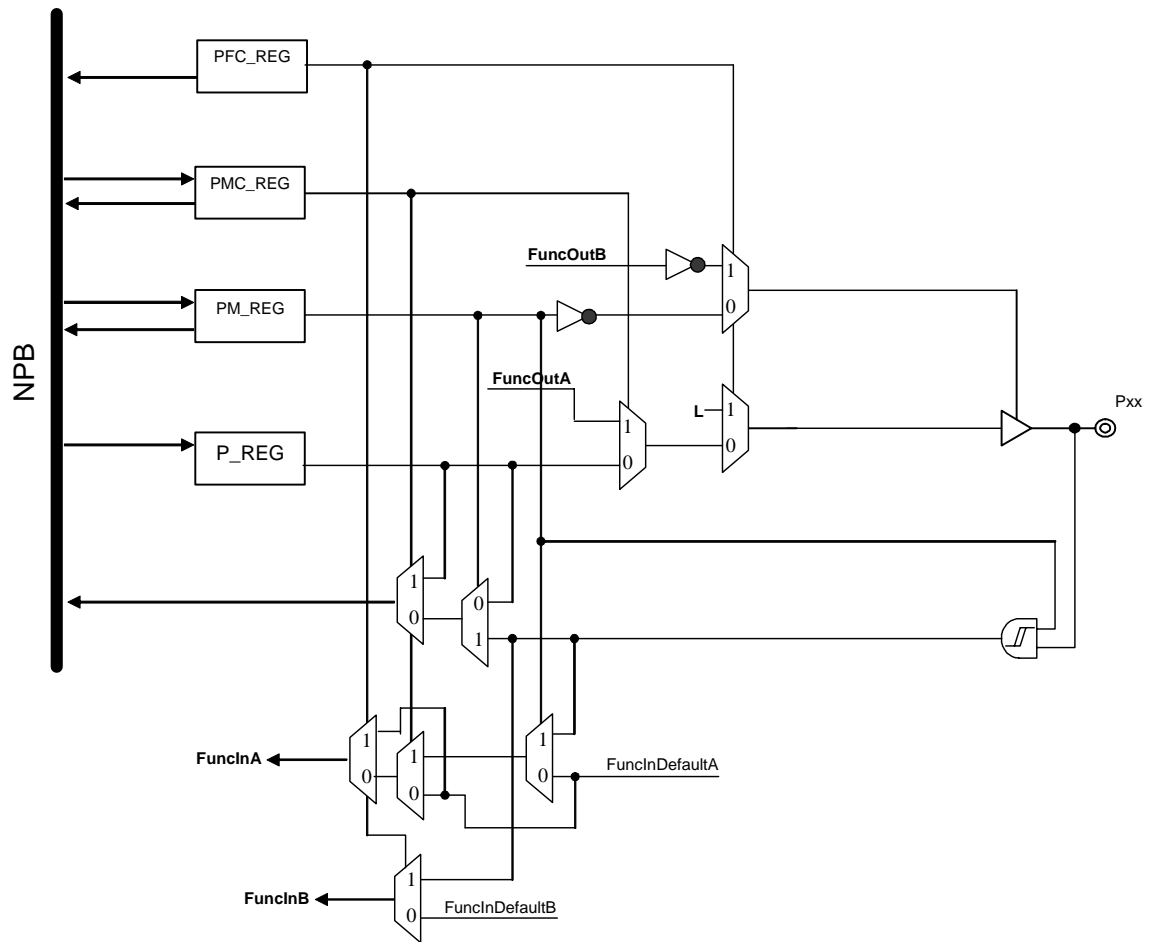 PFC_REG
PMC_REG
FuncOutB
1
0
PM_REG
NPB
FuncOutA
L
1
0
Pxx
1
0
P_REG
1
0
0
1
1
0
1
0
1
0
FuncInA
FuncInDefaultA
1
0
FuncInB
FuncInDefaultB